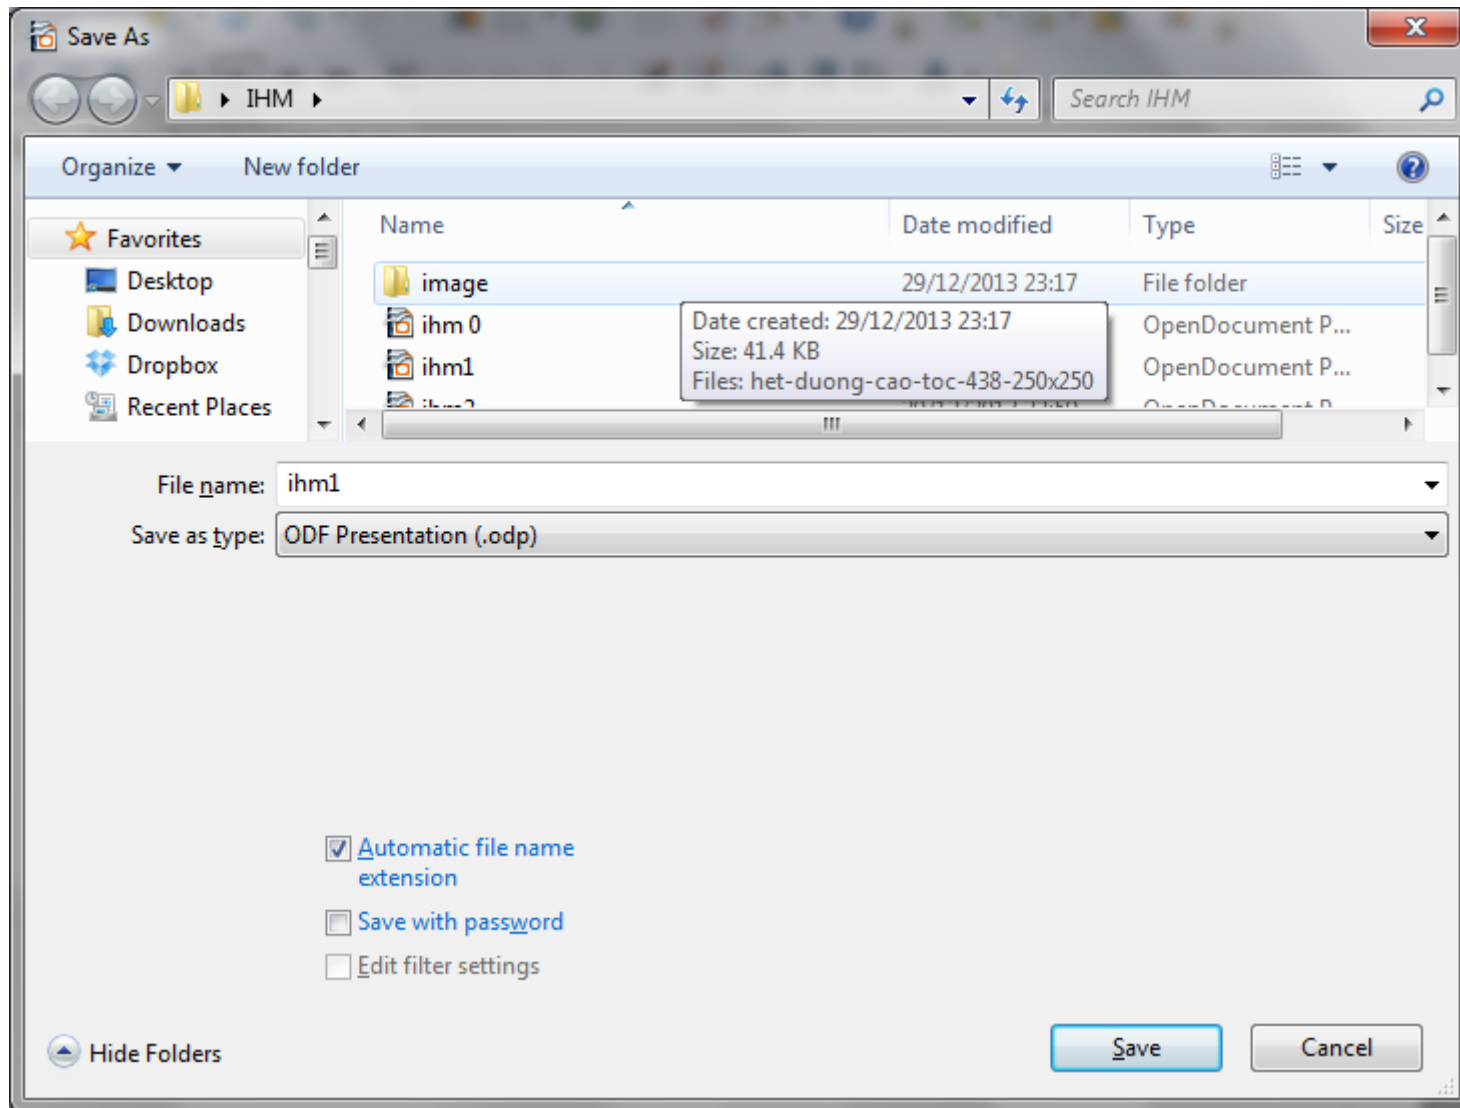 Save As
IHM
Search IHM
Organize
New folder
Name
Date modified
Type
Size
Favorites
Desktop
Downloads
Dropbox
Recent Places
image 29/12/2013 23:17 File folder
ihm 0 OpenDocument P...
ihm1 OpenDocument P...
Date created: 29/12/2013 23:17
Size: 41.4 KB
Files: het-duong-cao-toc-438-250x250
File name: ihm1
Save as type: ODF Presentation (.odp)
Automatic file name
extension
Save with password
Edit filter settings
Hide Folders
Save
Cancel